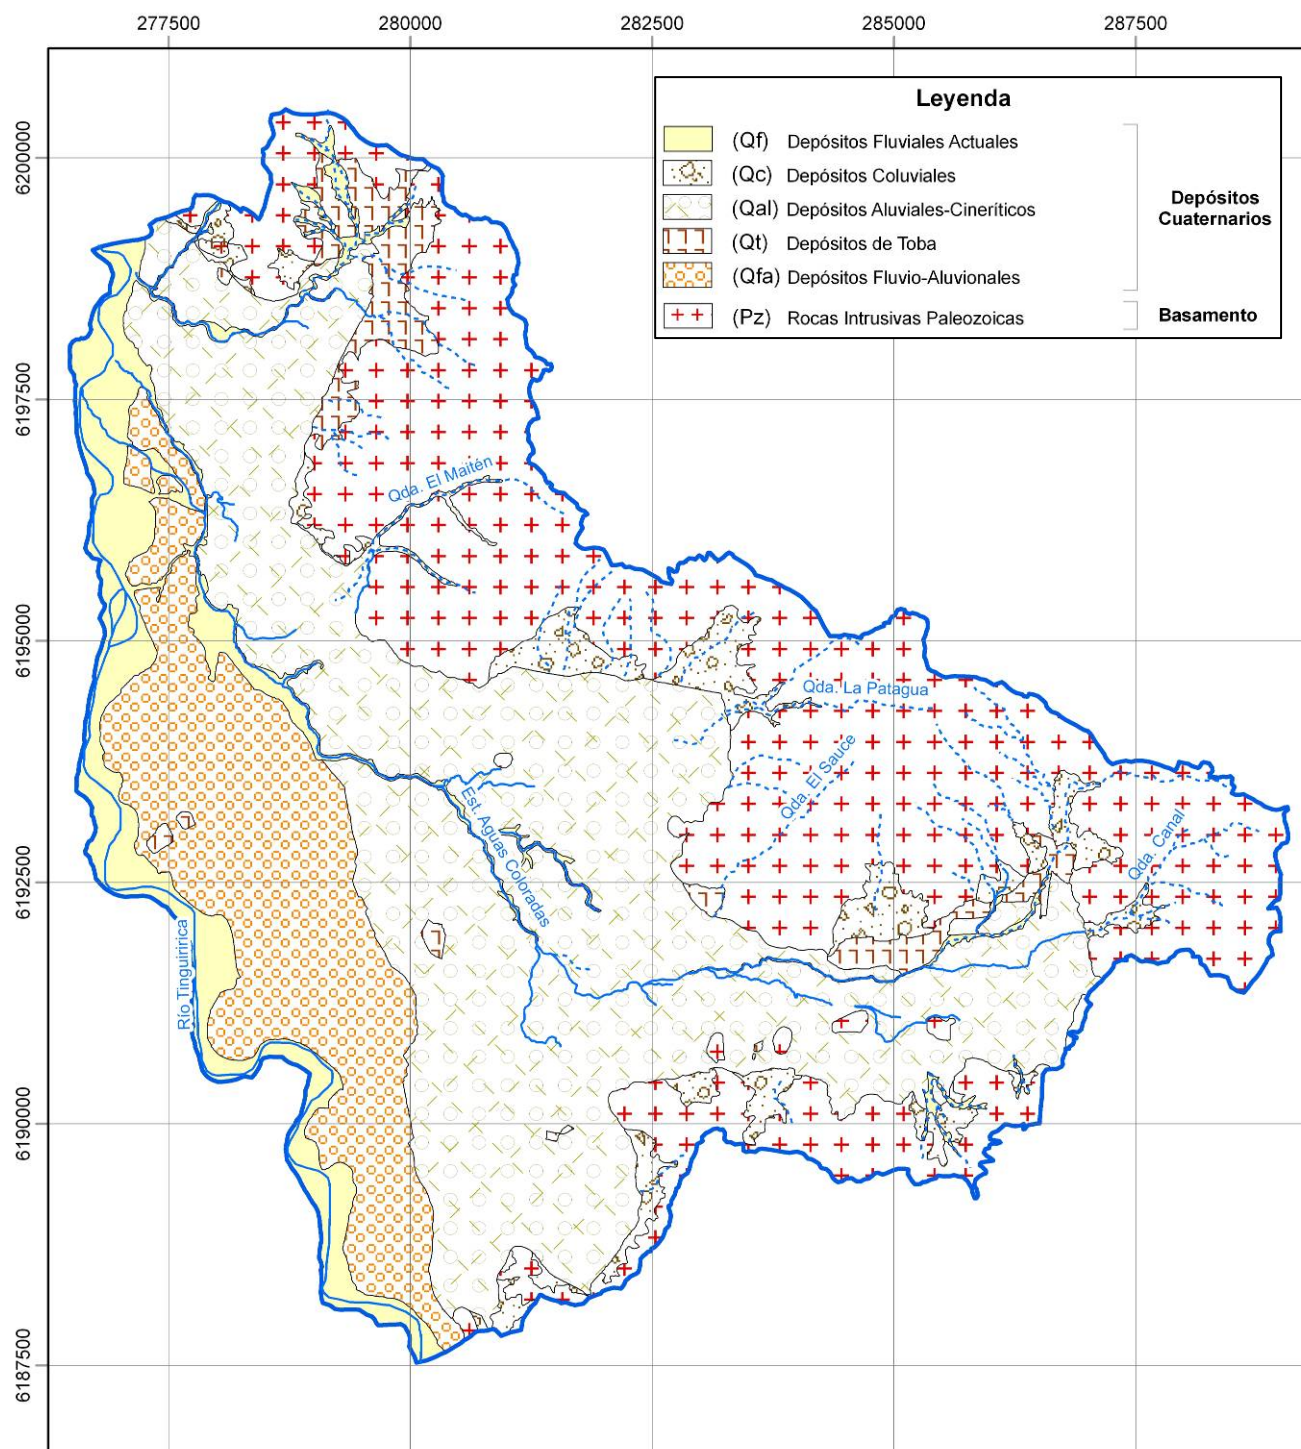 277500 280000 282500 285000 287500
6200000
6197500
6195000
6192500
6190000
6187500
Leyenda
(Qf) Depósitos Fluviales Actuales
(Qc) Depósitos Coluviales
(Qal) Depósitos Aluviales-Cineríticos
(Qt) Depósitos de Toba
(Qfa) Depósitos Fluvio-Aluvionales
Depósitos
Cuaternarios
(Pz) Rocas Intrusivas Paleozoicas
Basamento
Qda. El Maitén
Qda. La Patagua
Qda. El Sauce
Qda. Canal
Est. Aguas Coloradas
Río Tinguiririca